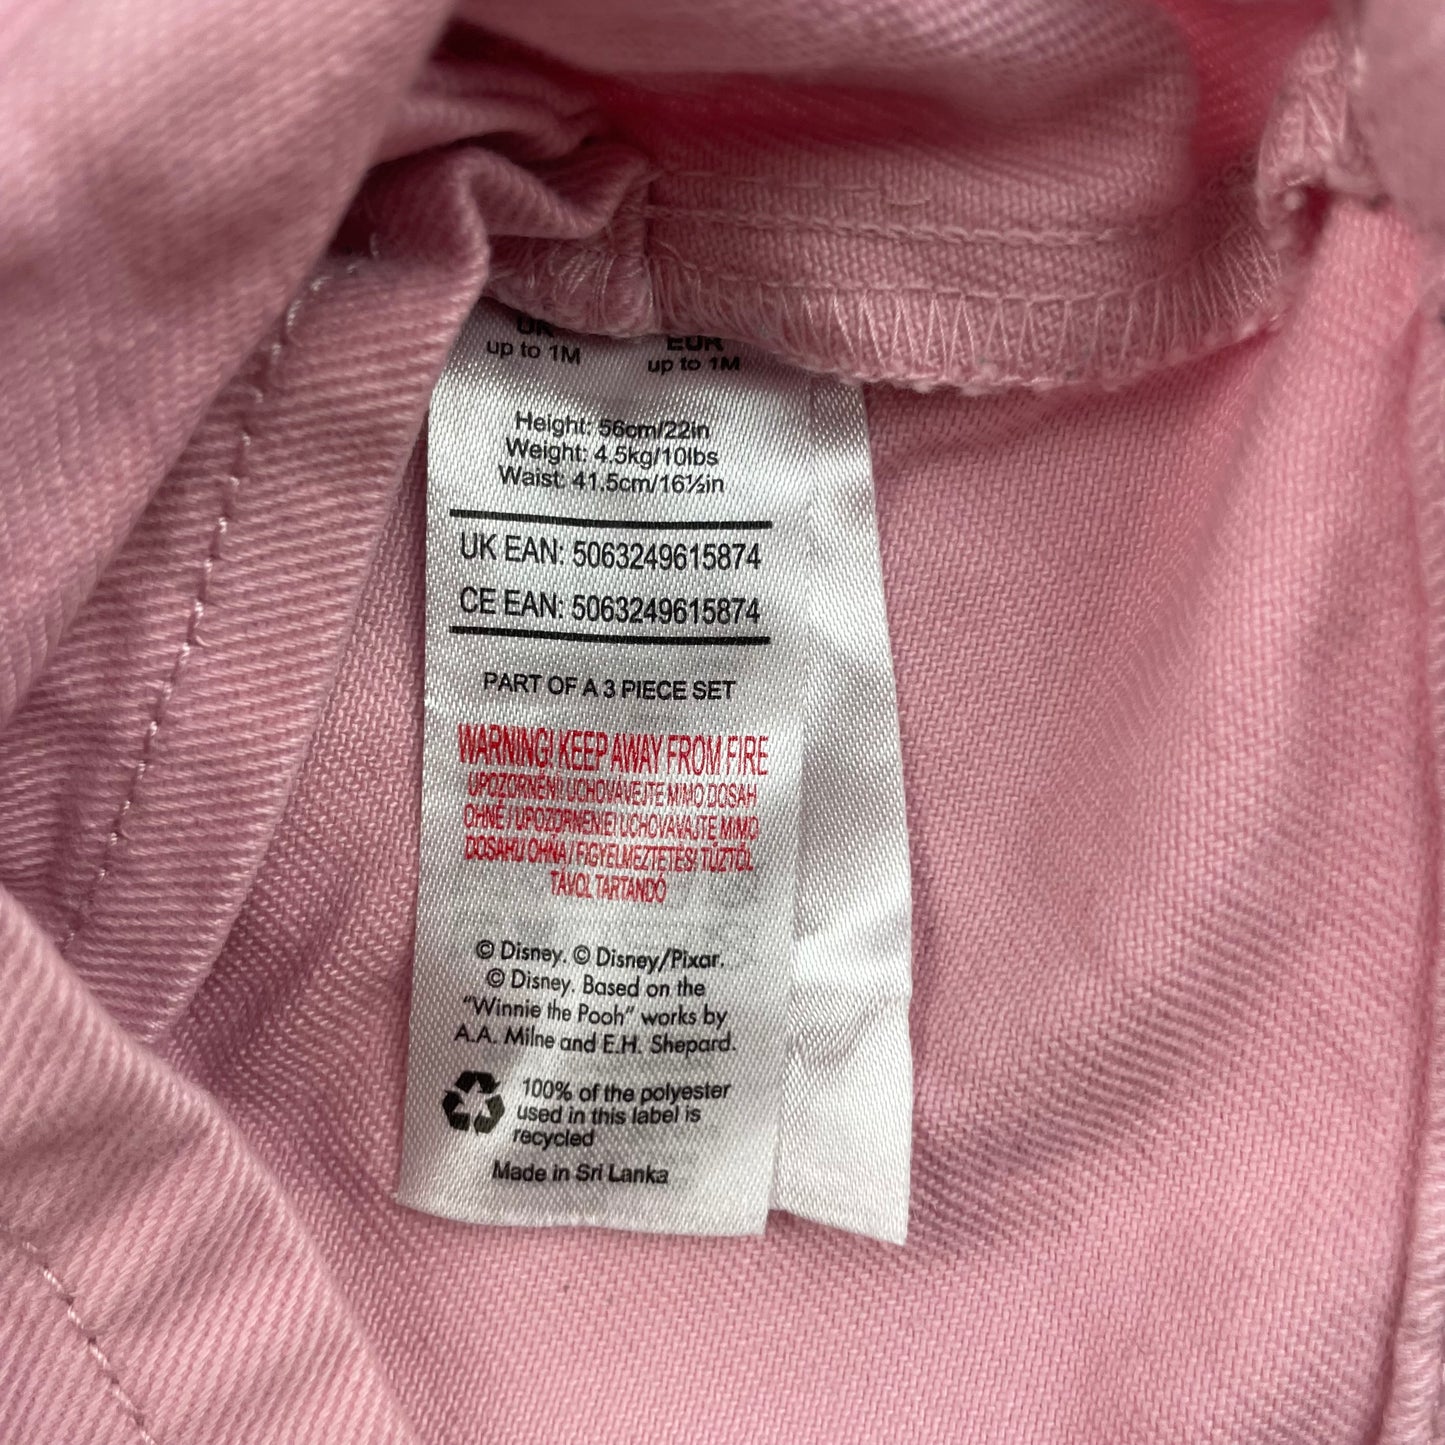 UK EUR
up to 1M up to 1M
Height: 56cm/22in
Weight: 4.5kg/10lbs
Waist: 41.5cm/16½in
UK EAN: 5063249615874
CE EAN: 5063249615874
PART OF A 3 PIECE SET
WARNING! KEEP AWAY FROM FIRE
UPOZORNĚNÍ! UCHOVÁVEJTE MIMO DOSAH
OHNĚ / UPOZORNENIE! UCHOVÁVAJTE MIMO
DOSAHU OHŇA / FIGYELMEZTETÉS! TŰZTŐL
TÁVOL TARTANDÓ
© Disney. © Disney/Pixar.
© Disney. Based on the
“Winnie the Pooh” works by
A.A. Milne and E.H. Shepard.
100% of the polyester
used in this label is
recycled
Made in Sri Lanka